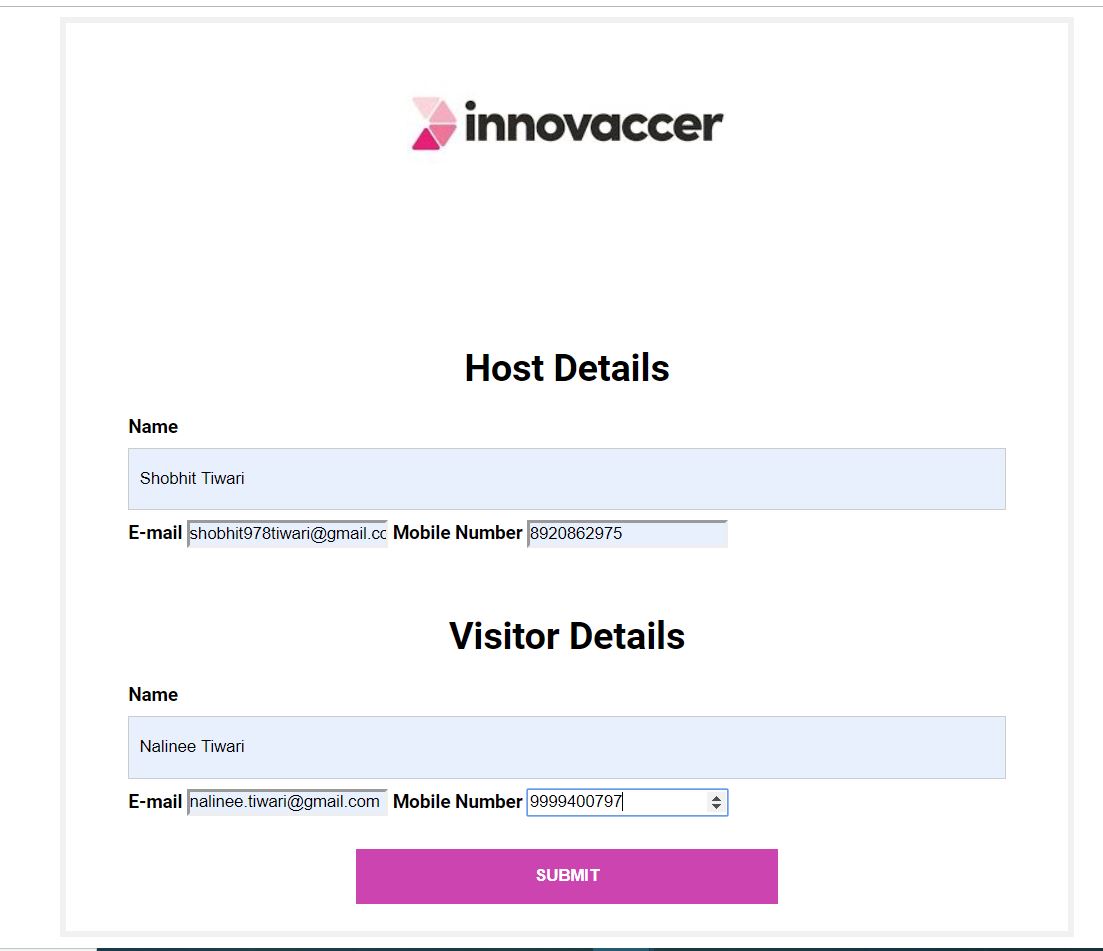 innovaccer
Host Details
Name
Shobhit Tiwari
E-mail shobhit978tiwari@gmail.cc Mobile Number 8920862975
Visitor Details
Name
Nalinee Tiwari
E-mail nalinee.tiwari@gmail.com Mobile Number 9999400797
SUBMIT